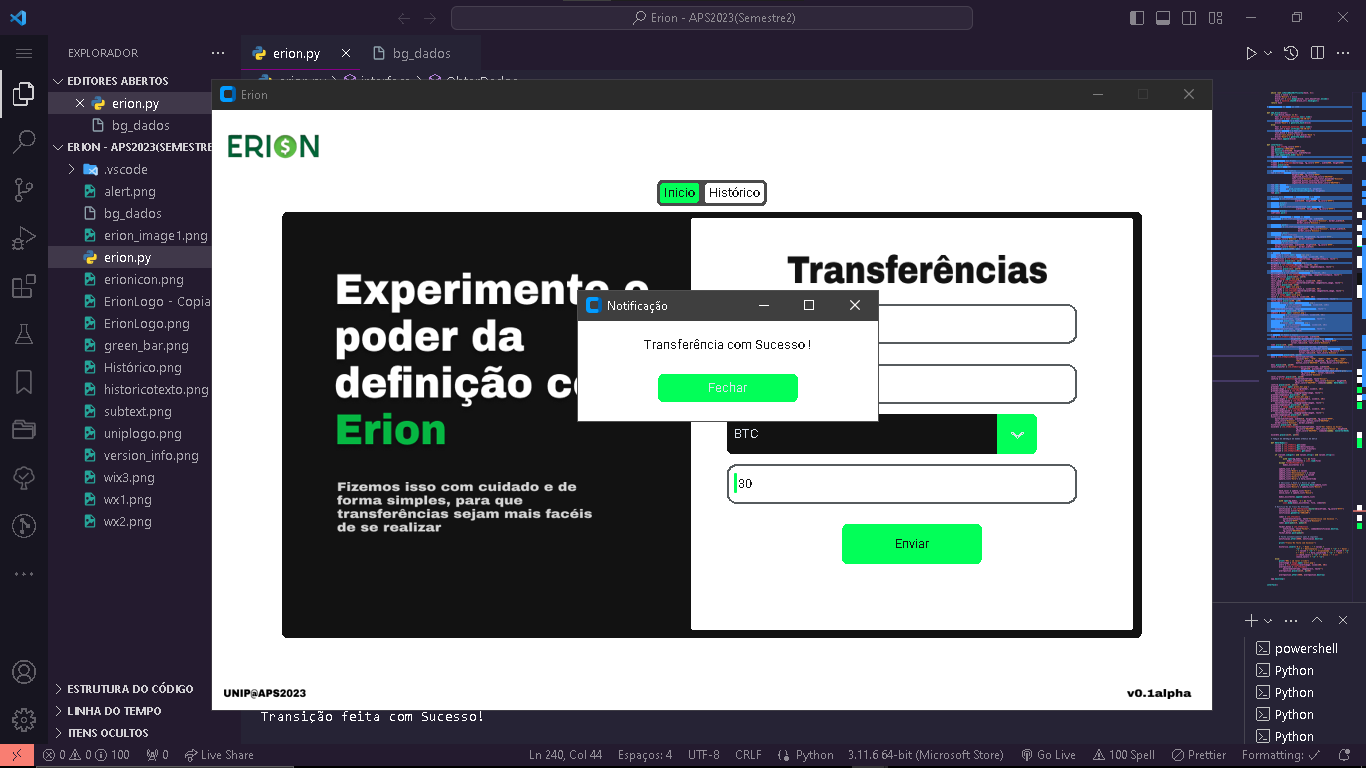 Erion - APS2023(Semestre2)
EXPLORADOR
erion.py
bg_dados
EDITORES ABERTOS
erion.py
bg_dados
ERION - APS2023(SEMESTRE
.vscode
alert.png
bg_dados
erion_image1.png
erion.py
erionicon.png
ErionLogo - Copia
ErionLogo.png
green_bar.png
Histórico.png
historicotexto.png
subtext.png
uniplogo.png
version_info.png
wix3.png
wx1.png
wx2.png
ESTRUTURA DO CÓDIGO
LINHA DO TEMPO
ITENS OCULTOS
Erion
ERION
Inicio
Histórico
Experimente o
poder da
definição co
Erion
Fizemos isso com cuidado e de
forma simples, para que
transferências sejam mais facéis
de se realizar
Transferências
Notificação
Transferência com Sucesso !
Fechar
BTC
30
Enviar
UNIP@APS2023
v0.1alpha
Transição feita com Sucesso!
powershell
Python
Python
Python
Python
0 0 100
0
Live Share
Ln 240, Col 44
Espaços: 4
UTF-8
CRLF
Python
3.11.6 64-bit (Microsoft Store)
Go Live
100 Spell
Prettier
Formatting: